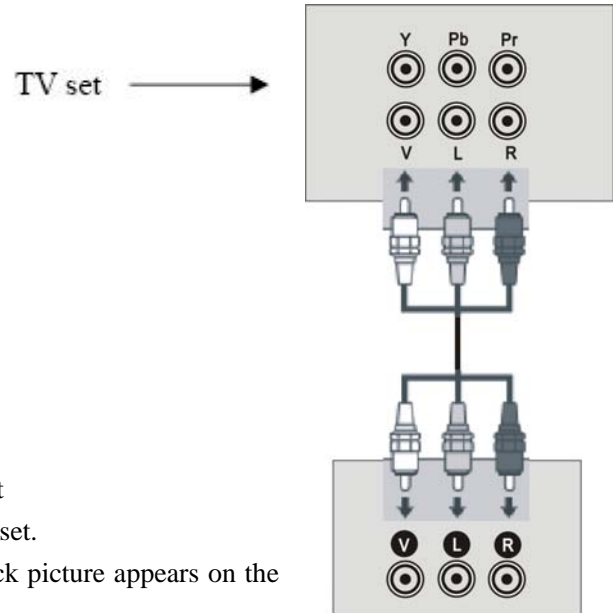 Y Pb Pr
TV set
V L R
set.
ck picture appears on the
V L R